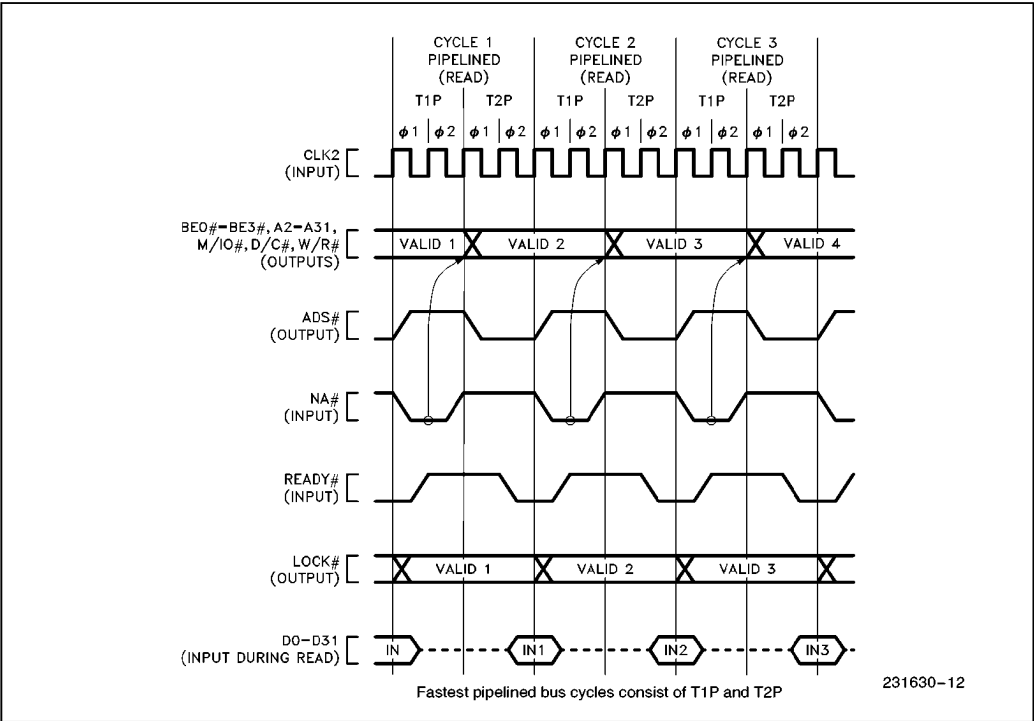 CYCLE 1 CYCLE 2 CYCLE 3
PIPELINED PIPELINED PIPELINED
(READ) (READ) (READ)
T1P T2P T1P T2P T1P T2P
ϕ1 ϕ2 ϕ1 ϕ2 ϕ1 ϕ2 ϕ1 ϕ2 ϕ1 ϕ2 ϕ1 ϕ2
CLK2
(INPUT)
BE0#-BE3#, A2-A31,
M/IO#, D/C#, W/R#
(OUTPUTS)
VALID 1 VALID 2 VALID 3 VALID 4
ADS#
(OUTPUT)
NA#
(INPUT)
READY#
(INPUT)
LOCK#
(OUTPUT)
VALID 1 VALID 2 VALID 3
D0-D31
(INPUT DURING READ)
IN IN1 IN2 IN3
Fastest pipelined bus cycles consist of T1P and T2P
231630-12